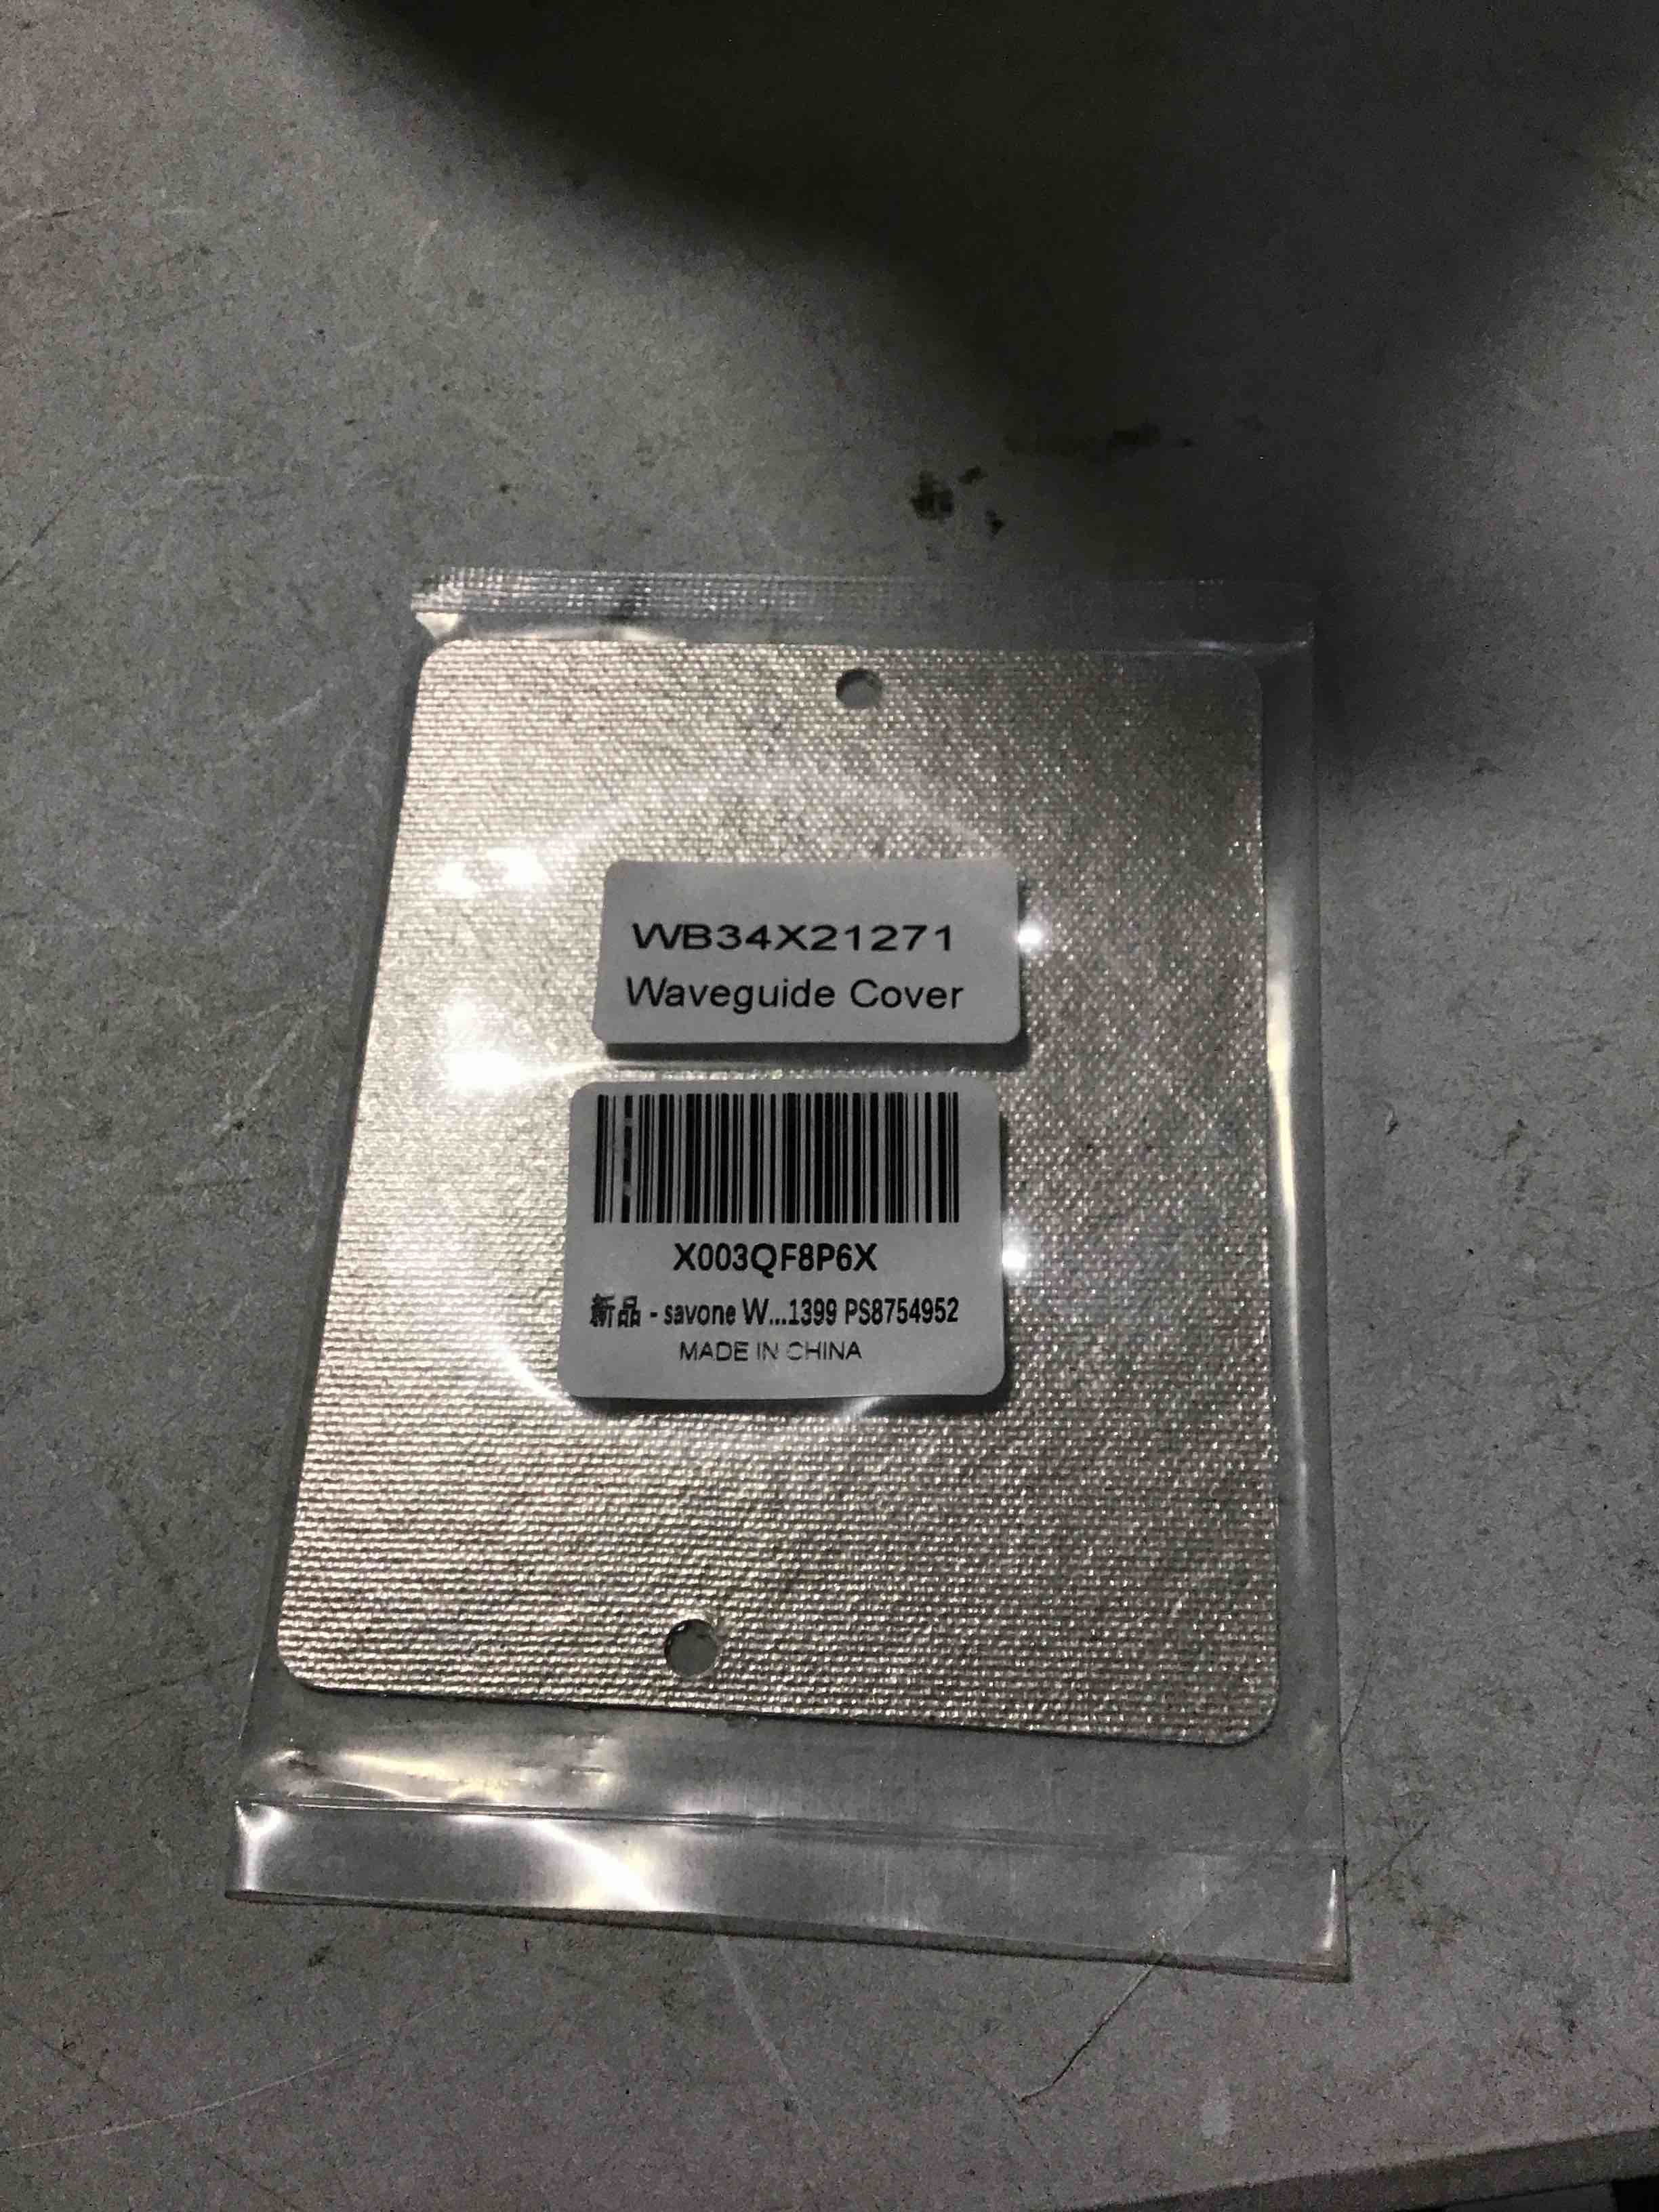 WB34X21271
Waveguide Cover
X003QF8P6X
新品 - savone W...1399 PS8754952
MADE IN CHINA